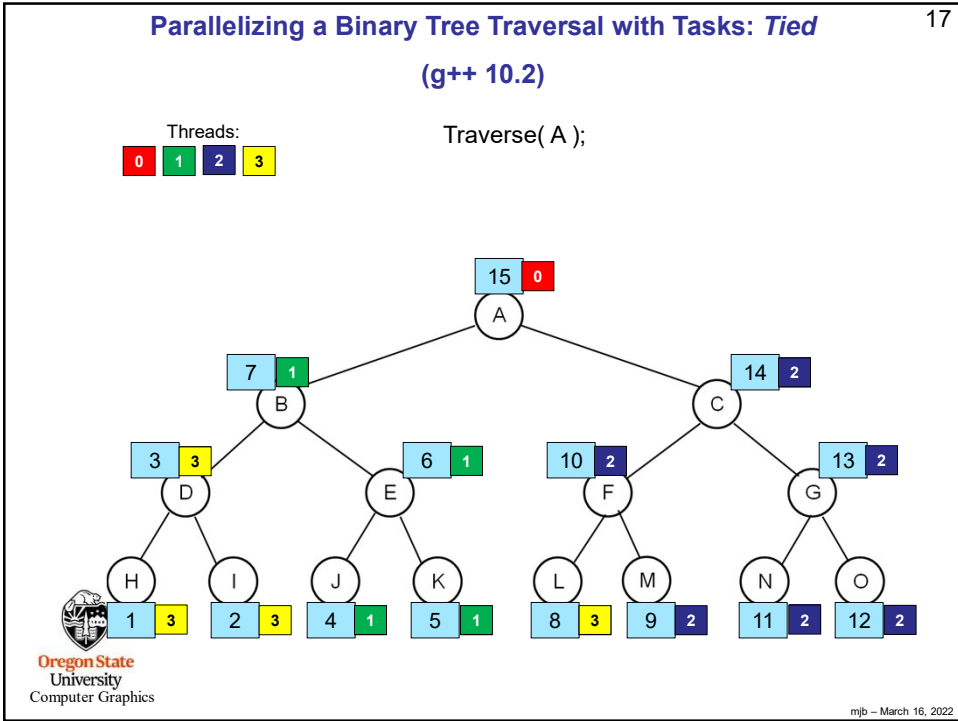 17
Parallelizing a Binary Tree Traversal with Tasks: Tied
(g++ 10.2)
Threads:
0 1 2 3
Traverse( A );
15 0
A
7 1
B
14 2
C
3 3
D
6 1
E
10 2
F
13 2
G
H I J K L M N O
1 3 2 3 4 1 5 1 8 3 9 2 11 2 12 2
Oregon State
University
Computer Graphics
mjb – March 16, 2022